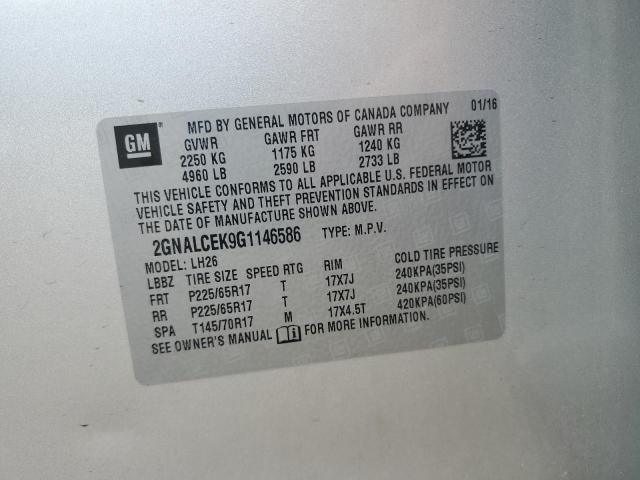 GM
MFD BY GENERAL MOTORS OF CANADA COMPANY 01/16
GVWR GAWR FRT GAWR RR
2250 KG 1175 KG 1240 KG
4960 LB 2590 LB 2733 LB
THIS VEHICLE CONFORMS TO ALL APPLICABLE U.S. FEDERAL MOTOR
VEHICLE SAFETY AND THEFT PREVENTION STANDARDS IN EFFECT ON
THE DATE OF MANUFACTURE SHOWN ABOVE.
2GNALCEK9G1146586 TYPE: M.P.V.
MODEL: LH26
LBBZ TIRE SIZE SPEED RTG RIM COLD TIRE PRESSURE
FRT P225/65R17 T 17X7J 240KPA(35PSI)
RR P225/65R17 T 17X7J 240KPA(35PSI)
SPA T145/70R17 M 17X4.5T 420KPA(60PSI)
SEE OWNER'S MANUAL FOR MORE INFORMATION.